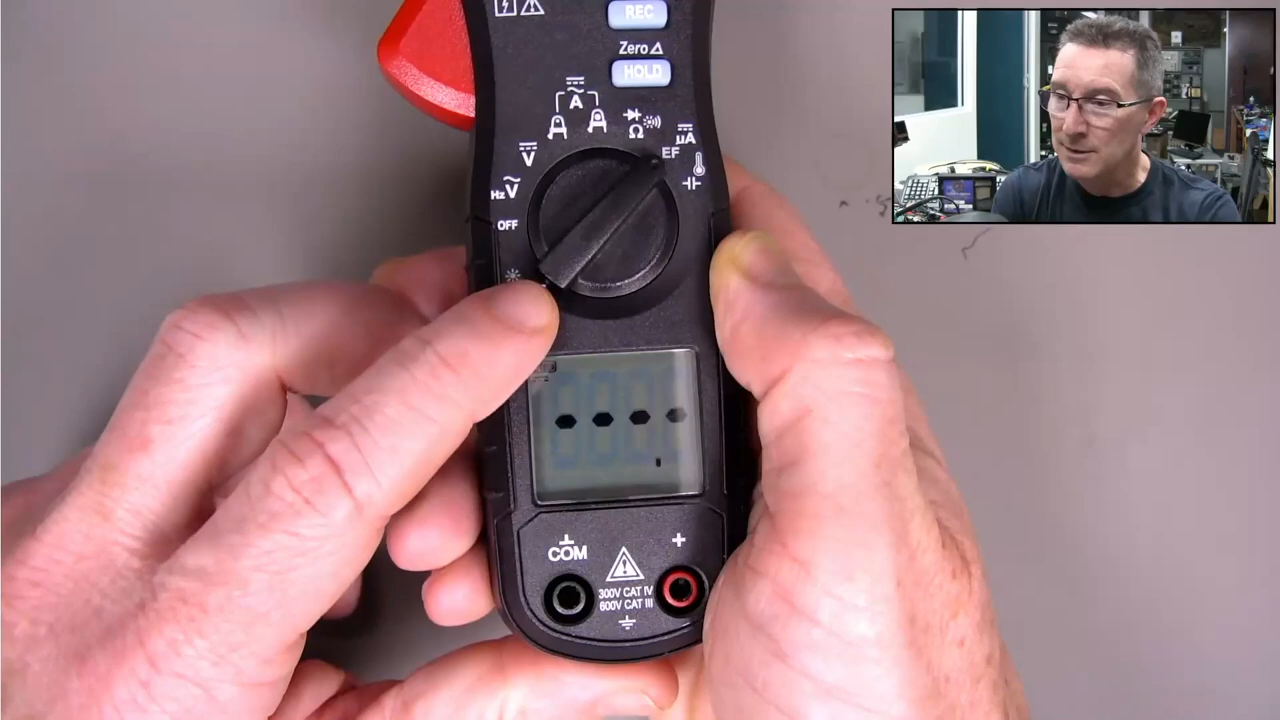 REC
Zero Δ
HOLD
A
Ω
µA
V
EF
Hz V
OFF
COM
+
300V CAT IV
600V CAT III